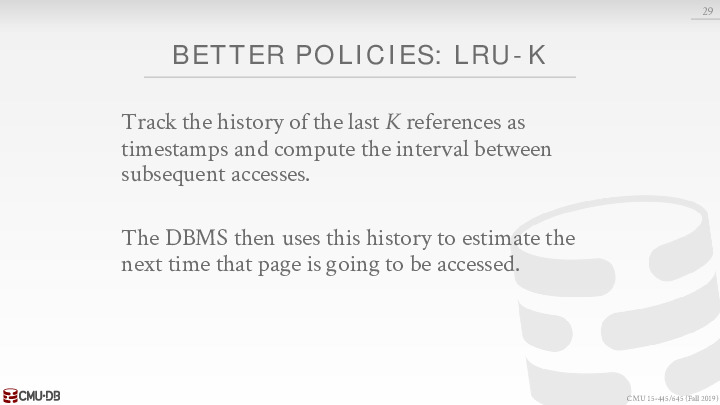 29
BETTER POLICIES: LRU-K
Track the history of the last K references as
timestamps and compute the interval between
subsequent accesses.
The DBMS then uses this history to estimate the
next time that page is going to be accessed.
CMU·DB
CMU 15-445/645 (Fall 2019)